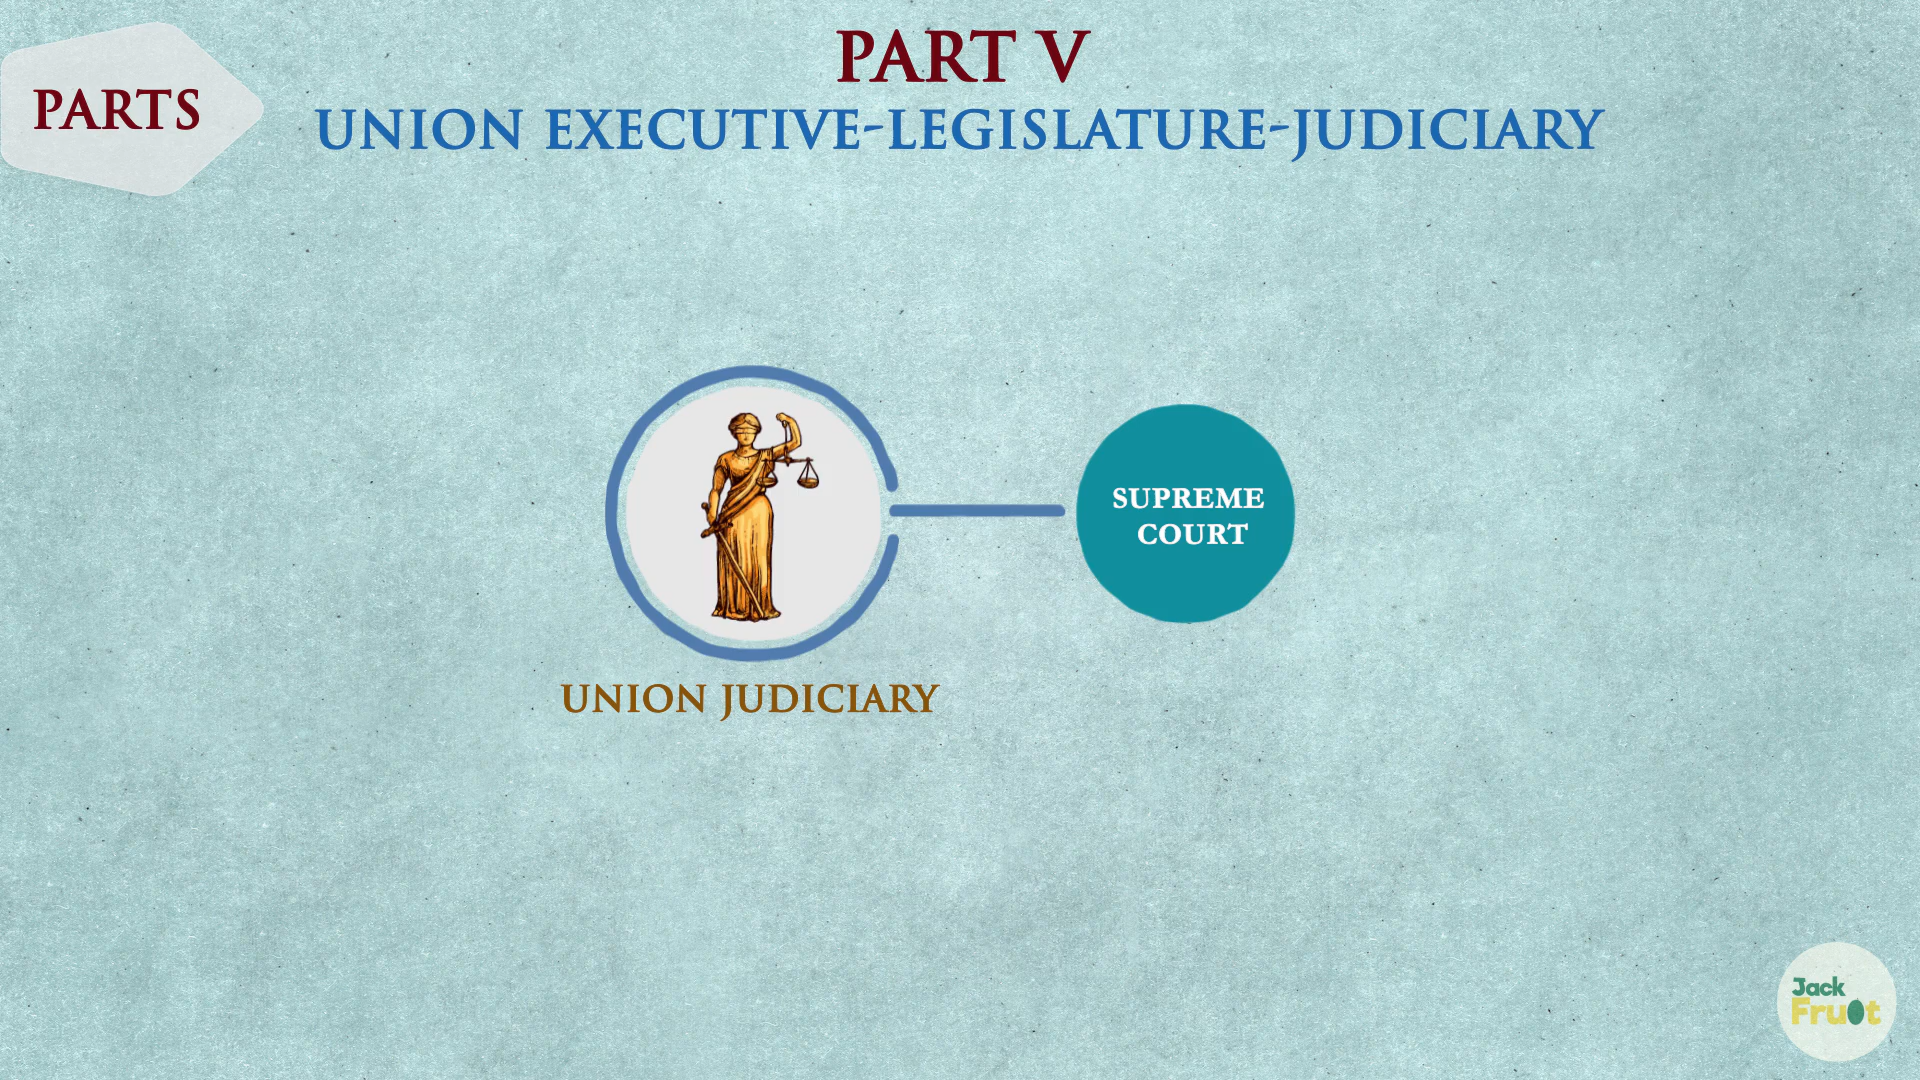 PARTS
PART V
UNION EXECUTIVE-LEGISLATURE-JUDICIARY
SUPREME
COURT
UNION JUDICIARY
Jack
Fruit